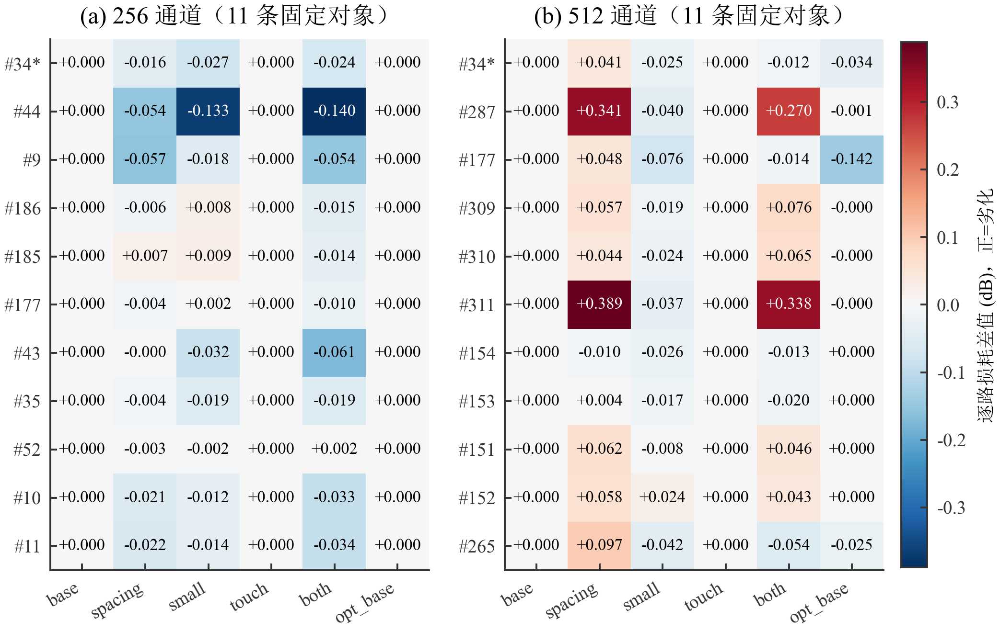 (a) 256 通道（11 条固定对象）
#34* +0.000 -0.016 -0.027 +0.000 -0.024 +0.000
#44 +0.000 -0.054 -0.133 +0.000 -0.140 +0.000
#9 +0.000 -0.057 -0.018 +0.000 -0.054 +0.000
#186 +0.000 -0.006 +0.008 +0.000 -0.015 +0.000
#185 +0.000 +0.007 +0.009 +0.000 -0.014 +0.000
#177 +0.000 -0.004 +0.002 +0.000 -0.010 +0.000
#43 +0.000 -0.000 -0.032 +0.000 -0.061 +0.000
#35 +0.000 -0.004 -0.019 +0.000 -0.019 +0.000
#52 +0.000 -0.003 -0.002 +0.000 +0.002 +0.000
#10 +0.000 -0.021 -0.012 +0.000 -0.033 +0.000
#11 +0.000 -0.022 -0.014 +0.000 -0.034 +0.000
base spacing small touch both opt_base
(b) 512 通道（11 条固定对象）
#34* +0.000 +0.041 -0.025 +0.000 -0.012 -0.034
#287 +0.000 +0.341 -0.040 +0.000 +0.270 -0.001
#177 +0.000 +0.048 -0.076 +0.000 -0.014 -0.142
#309 +0.000 +0.057 -0.019 +0.000 +0.076 -0.000
#310 +0.000 +0.044 -0.024 +0.000 +0.065 -0.000
#311 +0.000 +0.389 -0.037 +0.000 +0.338 -0.000
#154 +0.000 -0.010 -0.026 +0.000 -0.013 +0.000
#153 +0.000 +0.004 -0.017 +0.000 -0.020 +0.000
#151 +0.000 +0.062 -0.008 +0.000 +0.046 +0.000
#152 +0.000 +0.058 +0.024 +0.000 +0.043 +0.000
#265 +0.000 +0.097 -0.042 +0.000 -0.054 -0.025
base spacing small touch both opt_base
0.3
0.2
0.1
0.0
-0.1
-0.2
-0.3
逐路损耗差值 (dB)，正=劣化